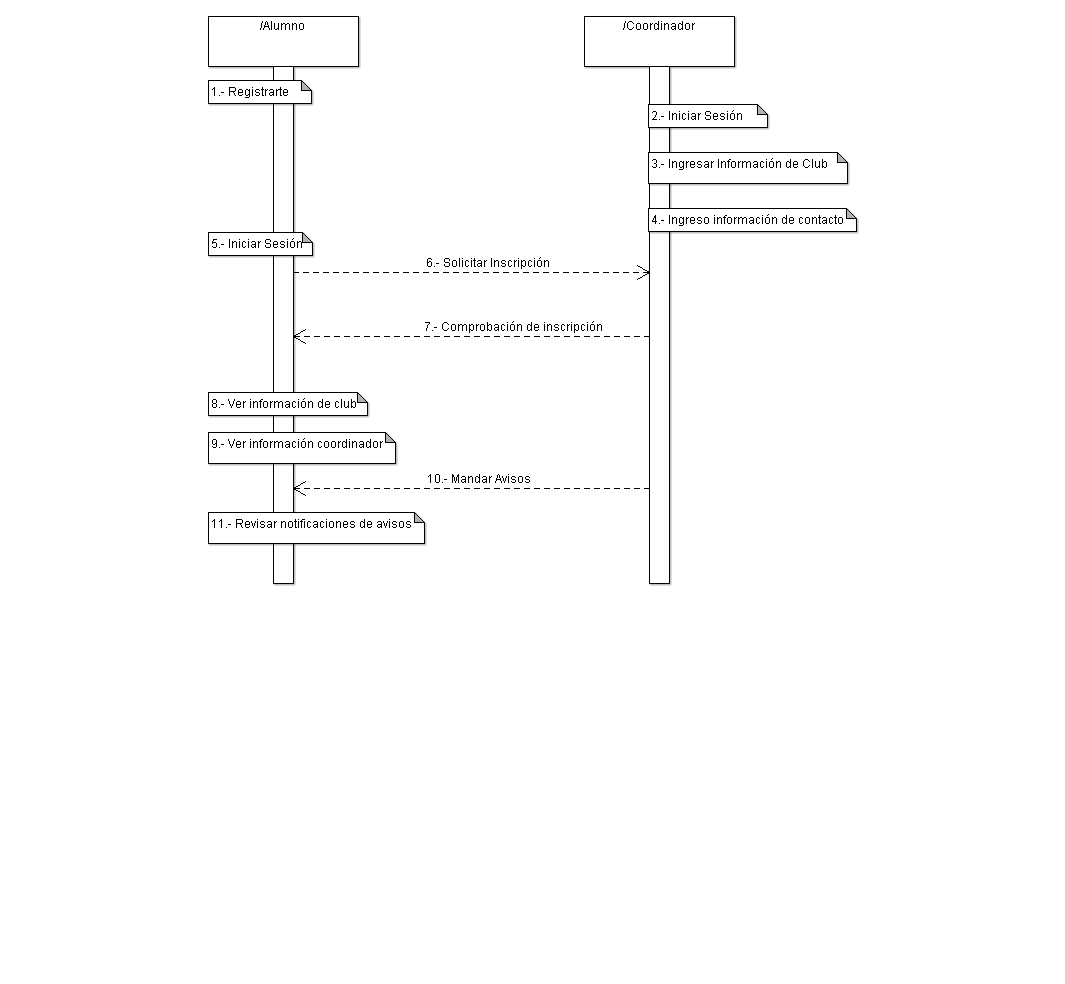 /Alumno
/Coordinador
1.- Registrarte
2.- Iniciar Sesión
3.- Ingresar Información de Club
4.- Ingreso información de contacto
5.- Iniciar Sesión
6.- Solicitar Inscripción
7.- Comprobación de inscripción
8.- Ver información de club
9.- Ver información coordinador
10.- Mandar Avisos
11.- Revisar notificaciones de avisos